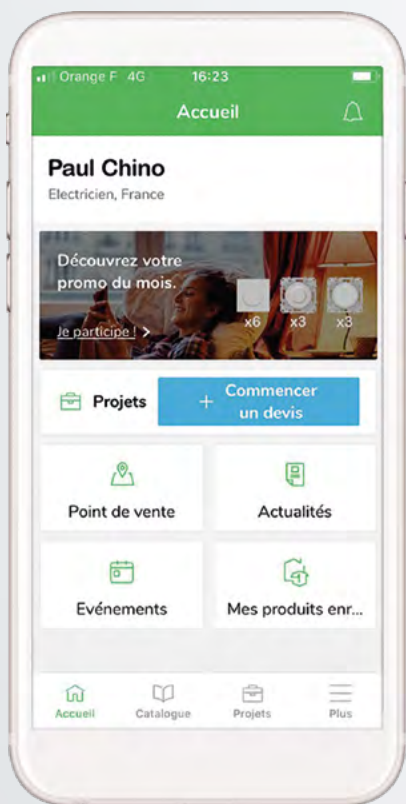 Orange F 4G 16:23
Accueil
Paul Chino
Electricien, France
Découvrez votre
promo du mois.
x6 x3 x3
Je participe ! >
Projets
+ Commencer
un devis
Point de vente
Actualités
Evénements
Mes produits enr...
Accueil Catalogue Projets Plus